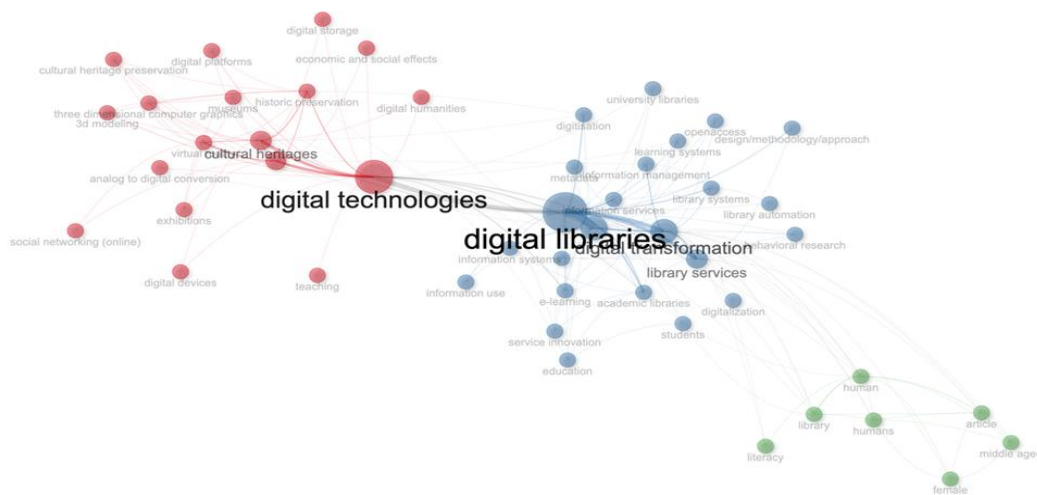 digital storage
digital platforms
economic and social effects
cultural heritage preservation
university libraries
historic preservation
museums
digital humanities
three dimensional computer graphics
3d modeling
digitisation
openaccess
design/methodology/approach
learning systems
virtual
cultural heritages
metadata
information management
analog to digital conversion
digital technologies
information services
library systems
library automation
exhibitions
social networking (online)
digital libraries
digital transformation
behavioral research
information systems
library services
digital devices
teaching
information use
e-learning
academic libraries
digitalization
service innovation
students
education
human
library
humans
article
literacy
middle age
female